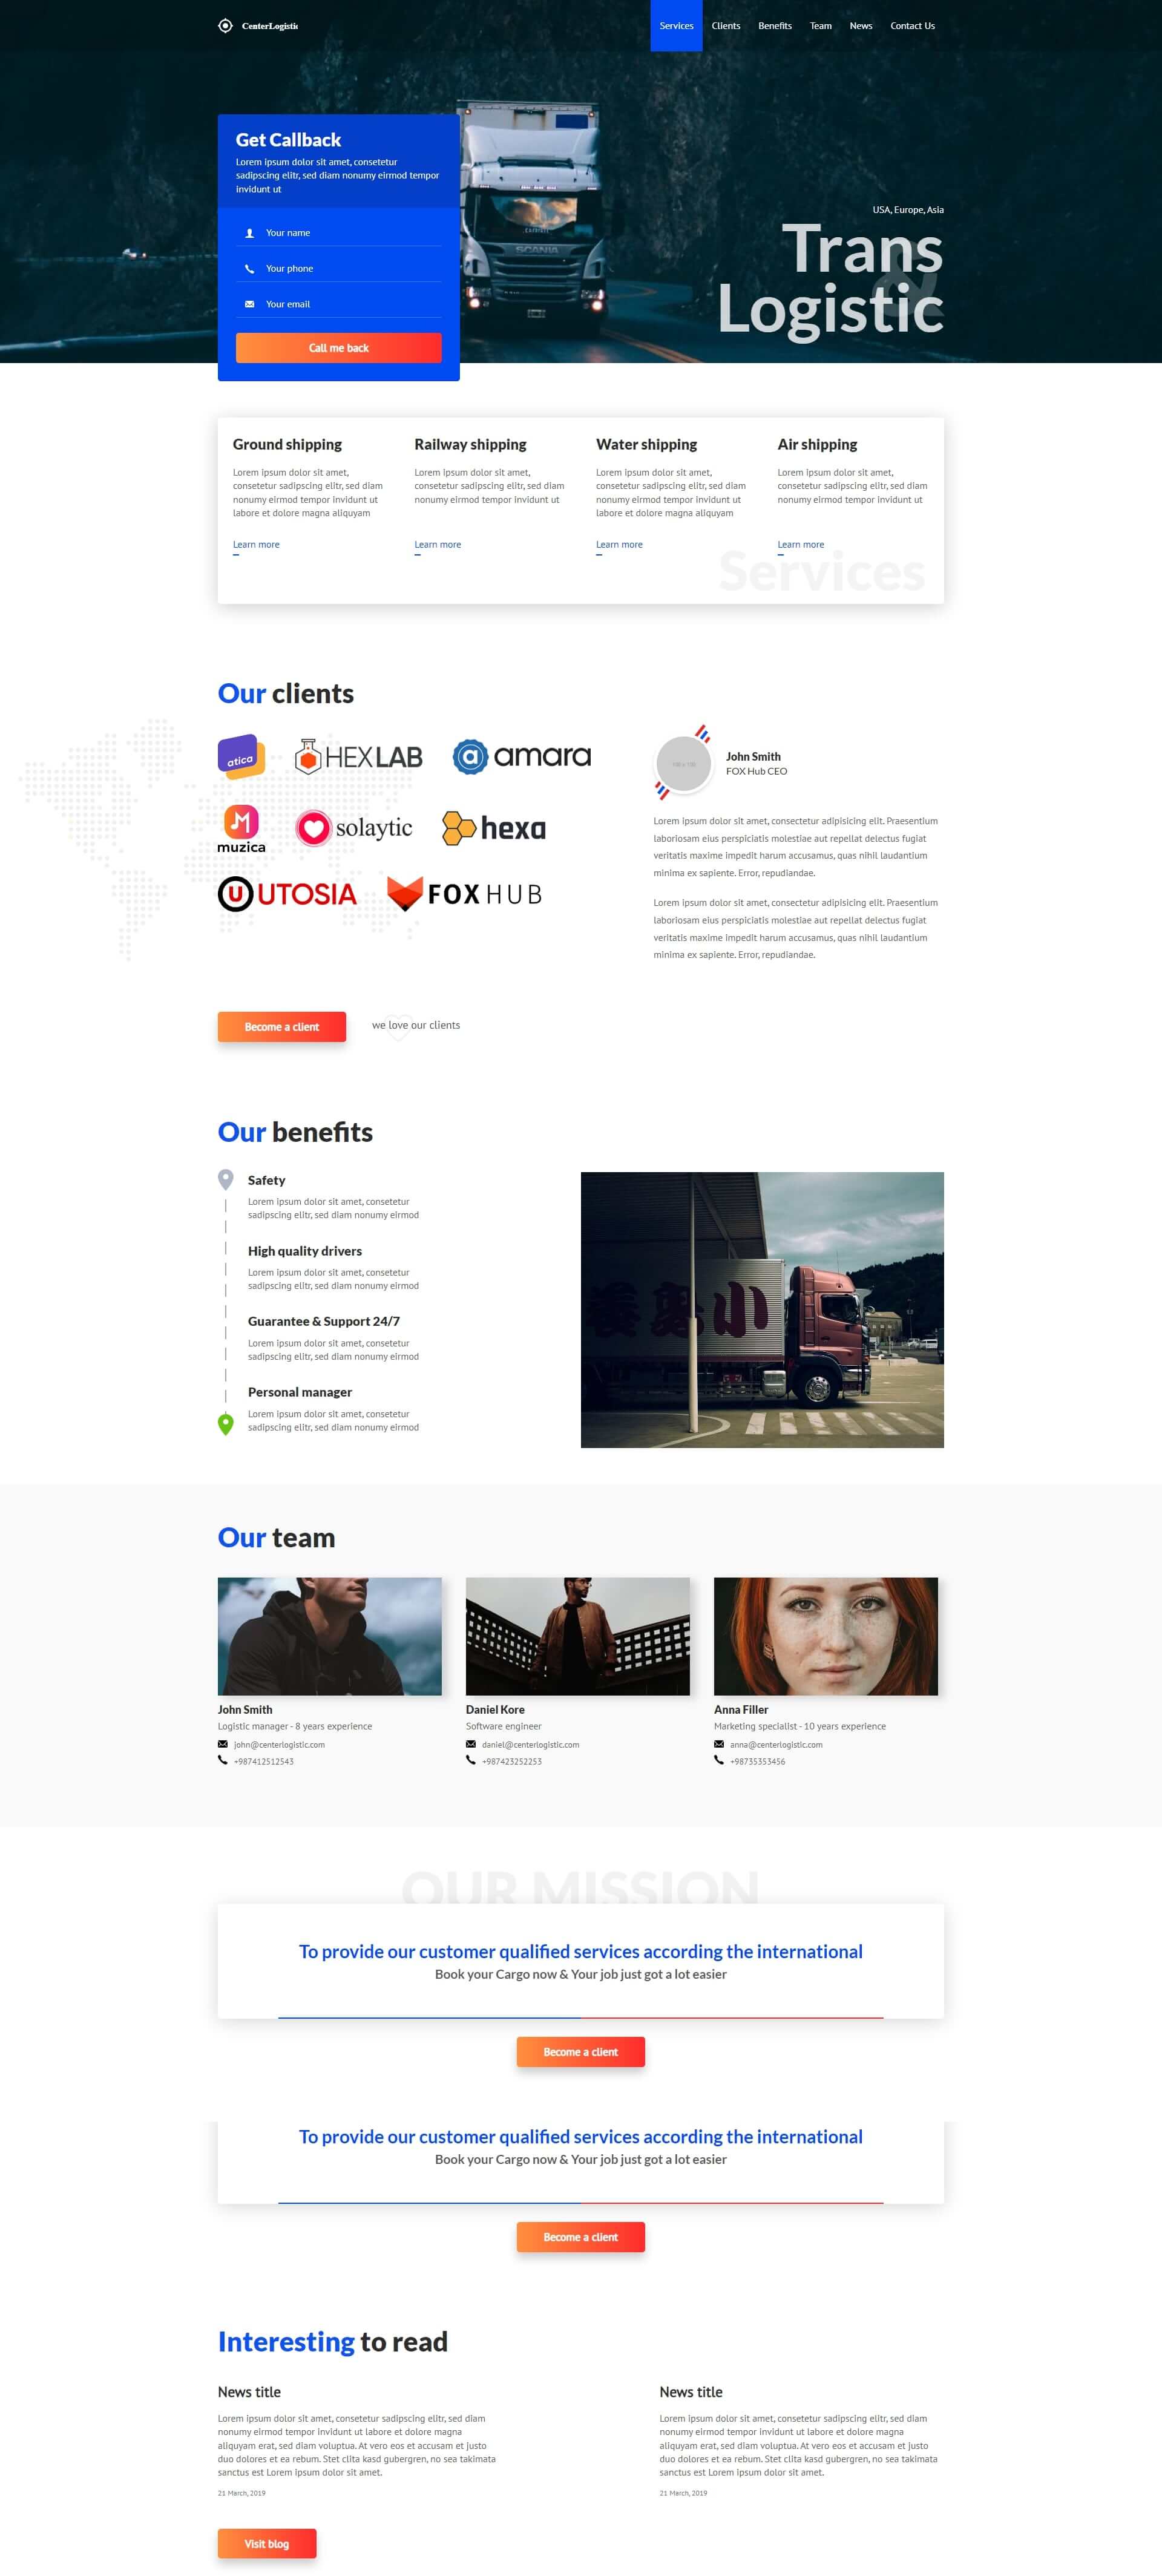 CenterLogistic
Services
Clients
Benefits
Team
News
Contact Us
Get Callback
Lorem ipsum dolor sit amet, consetetur
sadipscing elitr, sed diam nonumy eirmod tempor
invidunt ut
Your name
Your phone
Your email
Call me back
SCANIA
USA, Europe, Asia
Trans
&
Logistic
Ground shipping
Lorem ipsum dolor sit amet,
consetetur sadipscing elitr, sed diam
nonumy eirmod tempor invidunt ut
labore et dolore magna aliquyam
Learn more
Railway shipping
Lorem ipsum dolor sit amet,
consetetur sadipscing elitr, sed diam
nonumy eirmod tempor invidunt ut
Learn more
Water shipping
Lorem ipsum dolor sit amet,
consetetur sadipscing elitr, sed diam
nonumy eirmod tempor invidunt ut
labore et dolore magna aliquyam
Learn more
Air shipping
Lorem ipsum dolor sit amet,
consetetur sadipscing elitr, sed diam
nonumy eirmod tempor invidunt ut
Learn more
Services
Our clients
atica
HEXLAB
a amara
muzica
solaytic
hexa
U UTOSIA
FOX HUB
John Smith
FOX Hub CEO
Lorem ipsum dolor sit amet, consectetur adipisicing elit. Praesentium
laboriosam eius perspiciatis molestiae aut repellat delectus fugiat
veritatis maxime impedit harum accusamus, quas nihil laudantium
minima ex sapiente. Error, repudiandae.
Lorem ipsum dolor sit amet, consectetur adipisicing elit. Praesentium
laboriosam eius perspiciatis molestiae aut repellat delectus fugiat
veritatis maxime impedit harum accusamus, quas nihil laudantium
minima ex sapiente. Error, repudiandae.
Become a client
we love our clients
Our benefits
Safety
Lorem ipsum dolor sit amet, consetetur
sadipscing elitr, sed diam nonumy eirmod
High quality drivers
Lorem ipsum dolor sit amet, consetetur
sadipscing elitr, sed diam nonumy eirmod
Guarantee & Support 24/7
Lorem ipsum dolor sit amet, consetetur
sadipscing elitr, sed diam nonumy eirmod
Personal manager
Lorem ipsum dolor sit amet, consetetur
sadipscing elitr, sed diam nonumy eirmod
Our team
John Smith
Logistic manager - 8 years experience
john@centerlogistic.com
+987412512543
Daniel Kore
Software engineer
daniel@centerlogistic.com
+987423252253
Anna Filler
Marketing specialist - 10 years experience
anna@centerlogistic.com
+98735353456
OUR MISSION
To provide our customer qualified services according the international
Book your Cargo now & Your job just got a lot easier
Become a client
To provide our customer qualified services according the international
Book your Cargo now & Your job just got a lot easier
Become a client
Interesting to read
News title
Lorem ipsum dolor sit amet, consetetur sadipscing elitr, sed diam
nonumy eirmod tempor invidunt ut labore et dolore magna
aliquyam erat, sed diam voluptua. At vero eos et accusam et justo
duo dolores et ea rebum. Stet clita kasd gubergren, no sea takimata
sanctus est Lorem ipsum dolor sit amet.
21 March, 2019
News title
Lorem ipsum dolor sit amet, consetetur sadipscing elitr, sed diam
nonumy eirmod tempor invidunt ut labore et dolore magna
aliquyam erat, sed diam voluptua. At vero eos et accusam et justo
duo dolores et ea rebum. Stet clita kasd gubergren, no sea takimata
sanctus est Lorem ipsum dolor sit amet.
21 March, 2019
Visit blog